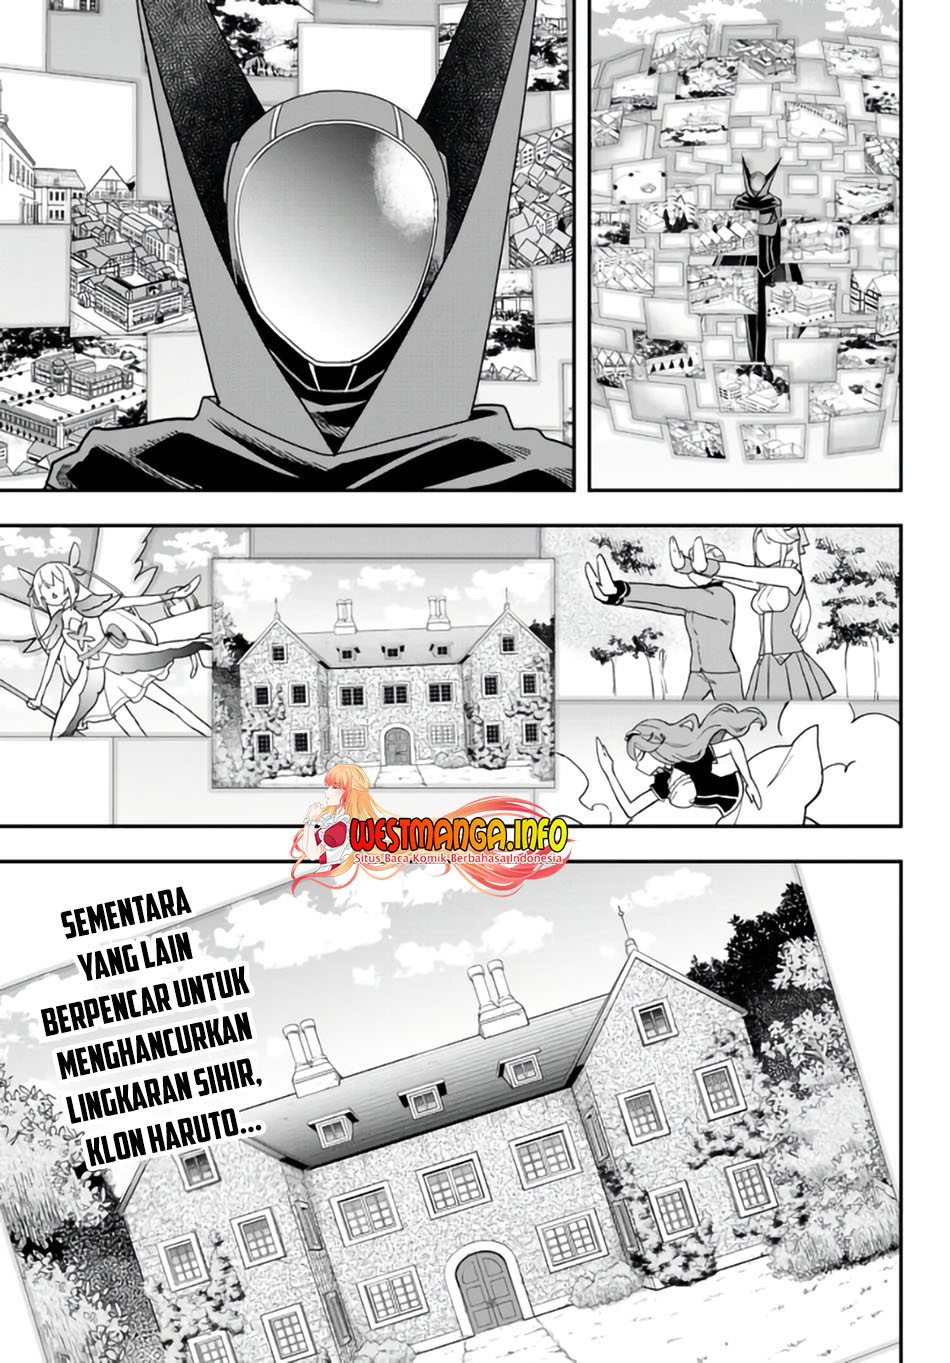 WESTMANGA.INFO
Situs Baca Komik Berbahasa Indonesia
SEMENTARA
YANG LAIN
BERPENCAR UNTUK
MENGHANCURKAN
LINGKARAN SIHIR,
KLON HARUTO...